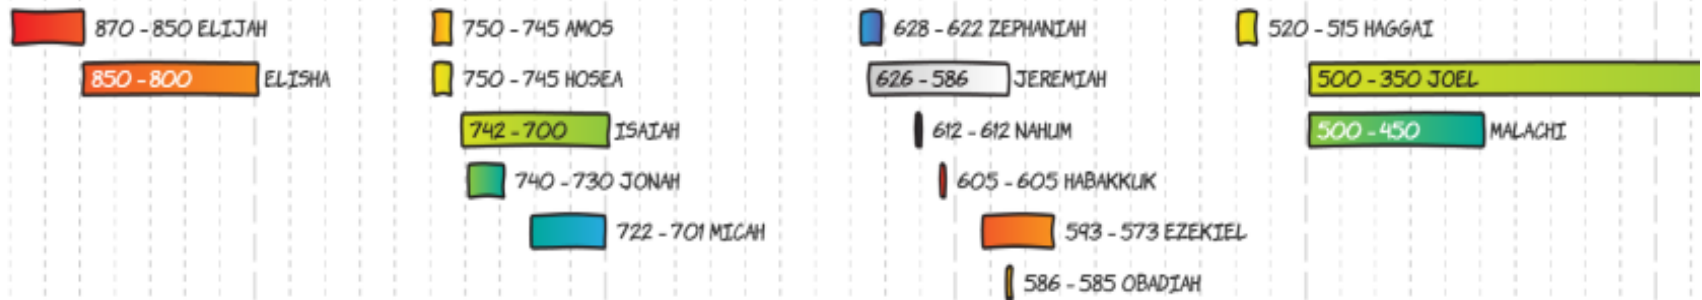 870 - 850 ELIJAH
850 - 800 ELISHA
750 - 745 AMOS
750 - 745 HOSEA
742 - 700 ISAIAH
740 - 730 JONAH
722 - 701 MICAH
628 - 622 ZEPHANIAH
626 - 586 JEREMIAH
612 - 612 NAHUM
605 - 605 HABAKKUK
593 - 573 EZEKIEL
586 - 585 OBADIAH
520 - 515 HAGGAI
500 - 350 JOEL
500 - 450 MALACHI